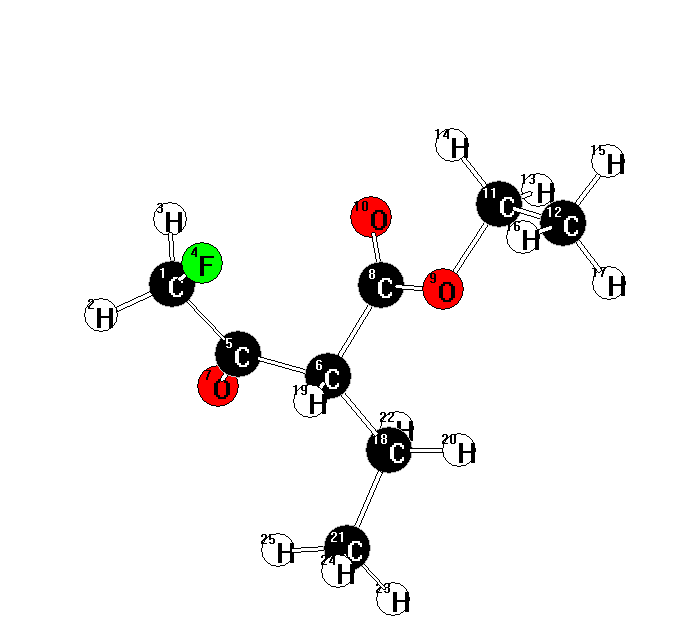 14 H
15 H
13 H
11 C
12 C
16 H
10 O
3 H
4 F
17 H
1 C
8 C
9 O
2 H
5 C
6 C
7 O
19 H
22 H
18 C
20 H
21 C
25 H
24 H
23 H